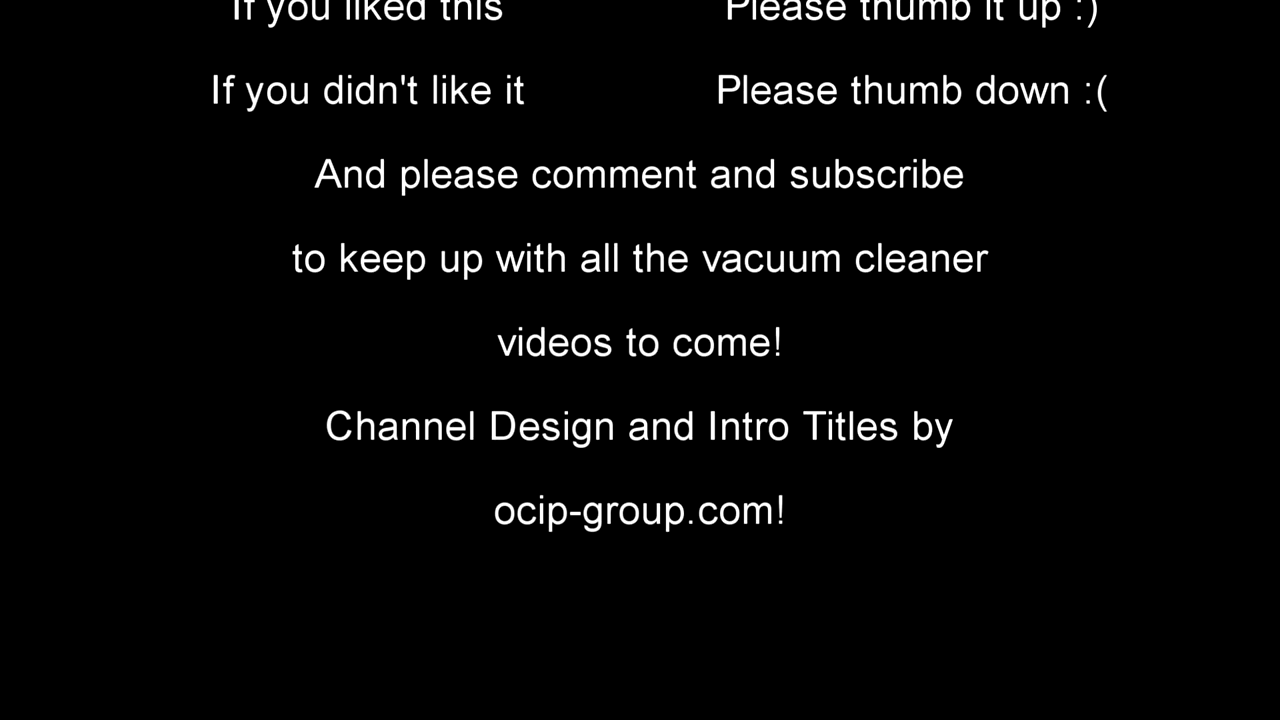 If you liked this Please thumb it up :)
If you didn't like it Please thumb down :(
And please comment and subscribe
to keep up with all the vacuum cleaner
videos to come!
Channel Design and Intro Titles by
ocip-group.com!